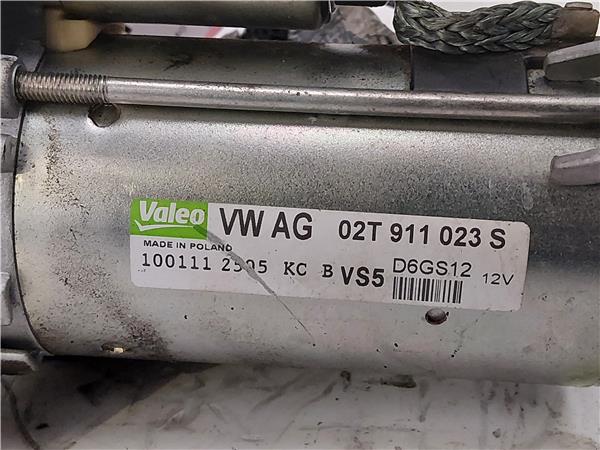 Valeo VW AG 02T 911 023 S
MADE IN POLAND
100111 2505 KC B VS5 D6GS12 12V